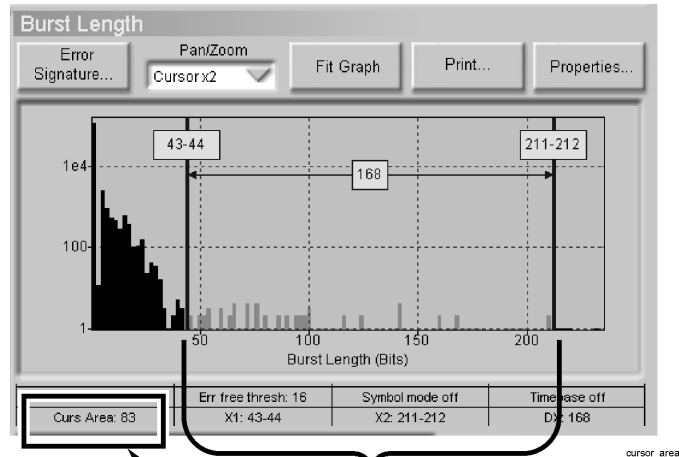 Burst Length
Error Signature...
Pan/Zoom
Cursor x2
Fit Graph
Print...
Properties...
43-44
211-212
168
1e4
100
1
50
100
150
200
Burst Length (Bits)
Err free thresh: 16
Symbol mode off
Timebase off
Curs Area: 83
X1: 43-44
X2: 211-212
DX: 168
cursor_area